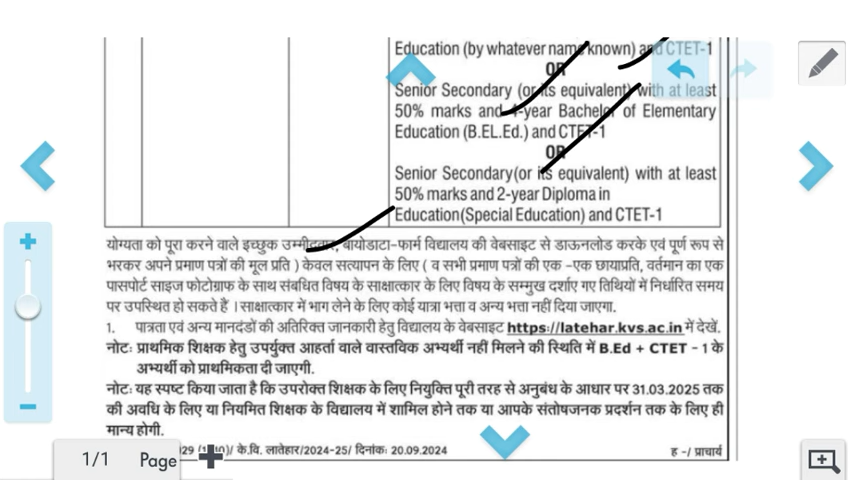 Education (by whatever name known) and CTET-1
OR
Senior Secondary (or its equivalent) with at least
50% marks and 4-year Bachelor of Elementary
Education (B.EL.Ed.) and CTET-1
OR
Senior Secondary(or its equivalent) with at least
50% marks and 2-year Diploma in
Education(Special Education) and CTET-1
योग्यता को पूरा करने वाले इच्छुक उम्मीदवार, बायोडाटा–फार्म विद्यालय की वेबसाइट से डाऊनलोड करके एवं पूर्ण रूप से
भरकर अपने प्रमाण पत्रों की मूल प्रति ) केवल सत्यापन के लिए ( व सभी प्रमाण पत्रों की एक –एक छायाप्रति, वर्तमान का एक
पासपोर्ट साइज फोटोग्राफ के साथ संबधित विषय के साक्षात्कार के लिए विषय के सम्मुख दर्शाए गए तिथियों में निर्धारित समय
पर उपस्थित हो सकते हैं । साक्षात्कार में भाग लेने के लिए कोई यात्रा भत्ता व अन्य भत्ता नहीं दिया जाएगा.
1. पात्रता एवं अन्य मानदंडों की अतिरिक्त जानकारी हेतु विद्यालय के वेबसाइट https://latehar.kvs.ac.in में देखें.
नोटः प्राथमिक शिक्षक हेतु उपर्युक्त आहर्ता वाले वास्तविक अभ्यर्थी नहीं मिलने की स्थिति में B.Ed + CTET – 1 के
अभ्यर्थी को प्राथमिकता दी जाएगी.
नोटः यह स्पष्ट किया जाता है कि उपरोक्त शिक्षक के लिए नियुक्ति पूरी तरह से अनुबंध के आधार पर 31.03.2025 तक
की अवधि के लिए या नियमित शिक्षक के विद्यालय में शामिल होने तक या आपके संतोषजनक प्रदर्शन तक के लिए ही
मान्य होगी.
के.वि. लातेहार/2024-25/ दिनांकः 20.09.2024 ह –/ प्राचार्य
1/1 Page